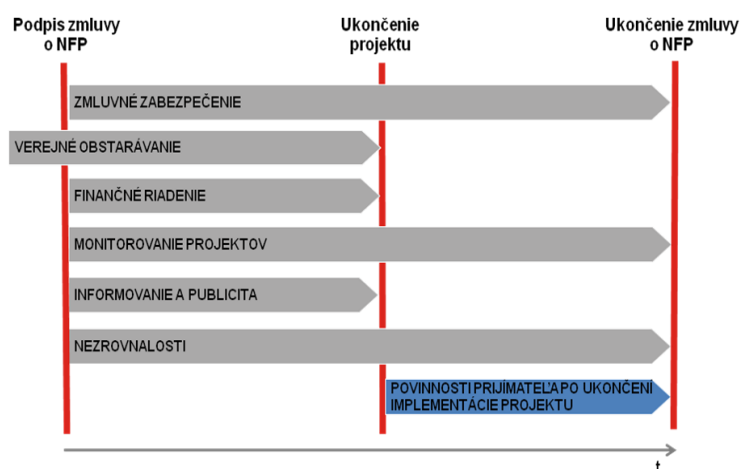 Podpis zmluvy
o NFP
Ukončenie
projektu
Ukončenie zmluvy
o NFP
ZMLUVNÉ ZABEZPEČENIE
VEREJNÉ OBSTARÁVANIE
FINANČNÉ RIADENIE
MONITOROVANIE PROJEKTOV
INFORMOVANIE A PUBLICITA
NEZROVNALOSTI
POVINNOSTI PRIJÍMATEĽA PO UKONČENÍ
IMPLEMENTÁCIE PROJEKTU
t